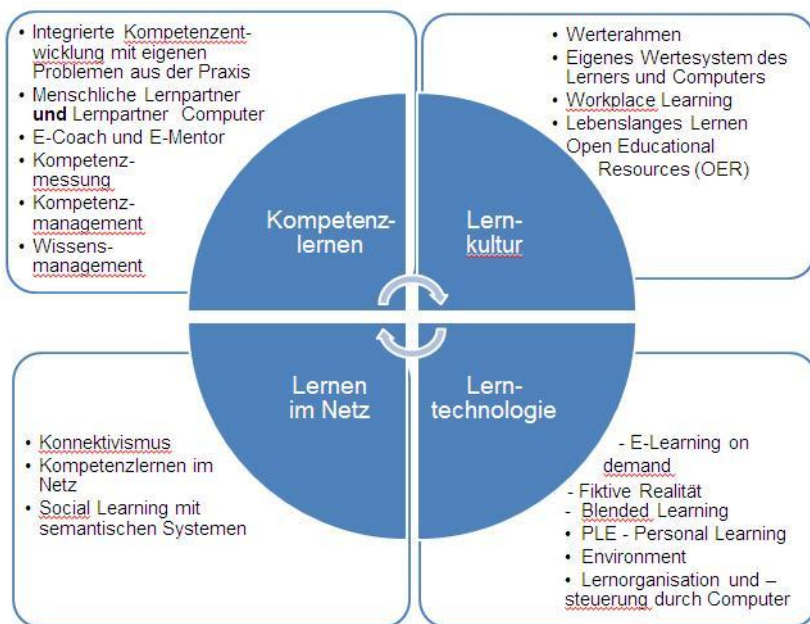 • Integrierte Kompetenzent-
wicklung mit eigenen
Problemen aus der Praxis
• Menschliche Lernpartner
und Lernpartner Computer
• E-Coach und E-Mentor
• Kompetenz-
messung
• Kompetenz-
management
• Wissens-
management
• Werterahmen
• Eigenes Wertesystem des
Lerners und Computers
• Workplace Learning
• Lebenslanges Lernen
Open Educational
Resources (OER)
Kompetenz-
lernen
Lern-
kultur
Lernen
im Netz
Lern-
technologie
• Konnektivismus
• Kompetenzlernen im
Netz
• Social Learning mit
semantischen Systemen
- E-Learning on
demand
- Fiktive Realität
- Blended Learning
• PLE - Personal Learning
• Environment
• Lernorganisation und –
steuerung durch Computer